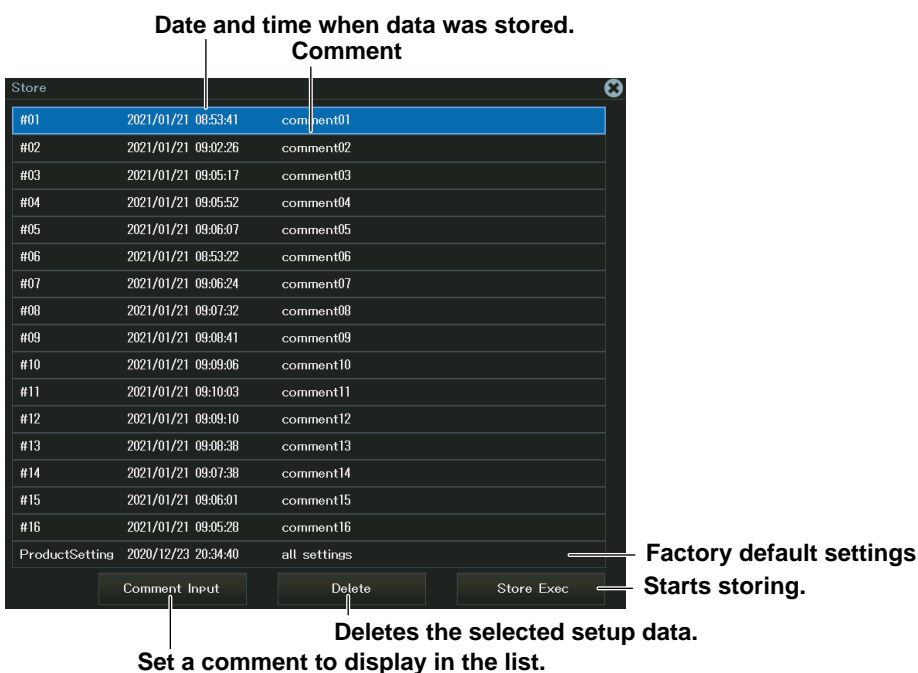 Date and time when data was stored.
Comment
Store
#01 2021/01/21 08:53:41 comment01
#02 2021/01/21 09:02:26 comment02
#03 2021/01/21 09:05:17 comment03
#04 2021/01/21 09:05:52 comment04
#05 2021/01/21 09:06:07 comment05
#06 2021/01/21 08:53:22 comment06
#07 2021/01/21 09:06:24 comment07
#08 2021/01/21 09:07:32 comment08
#09 2021/01/21 09:08:41 comment09
#10 2021/01/21 09:09:06 comment10
#11 2021/01/21 09:10:03 comment11
#12 2021/01/21 09:09:10 comment12
#13 2021/01/21 09:08:38 comment13
#14 2021/01/21 09:07:38 comment14
#15 2021/01/21 09:06:01 comment15
#16 2021/01/21 09:05:28 comment16
ProductSetting 2020/12/23 20:34:40 all settings
Factory default settings
Comment Input Delete Store Exec
Starts storing.
Deletes the selected setup data.
Set a comment to display in the list.